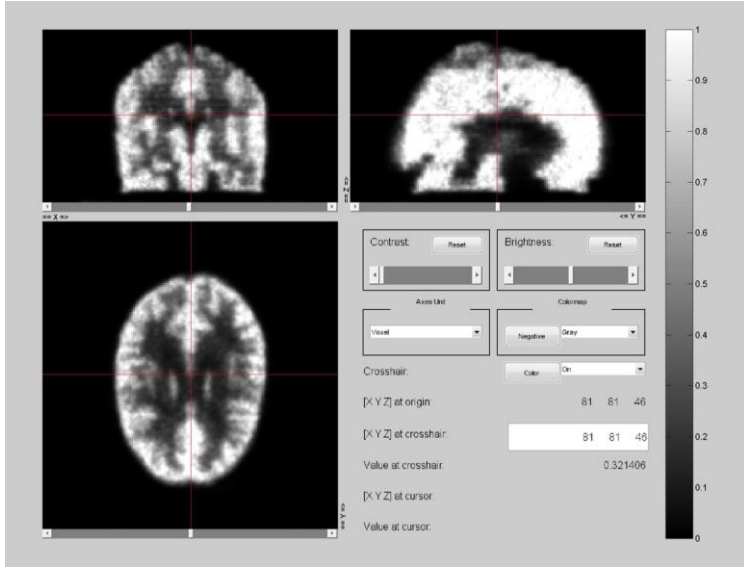 1
0.9
0.8
0.7
0.6
0.5
0.4
0.3
0.2
0.1
0
<= Z =>
<= X =>
<= Y =>
<= Y =>
Contrast:
Reset
Brightness:
Reset
Axes Unit
Voxel
Colormap
Negative
Gray
Crosshair:
Color
On
[X Y Z] at origin:
81 81 46
[X Y Z] at crosshair:
81 81 46
Value at crosshair:
0.321406
[X Y Z] at cursor:
Value at cursor: